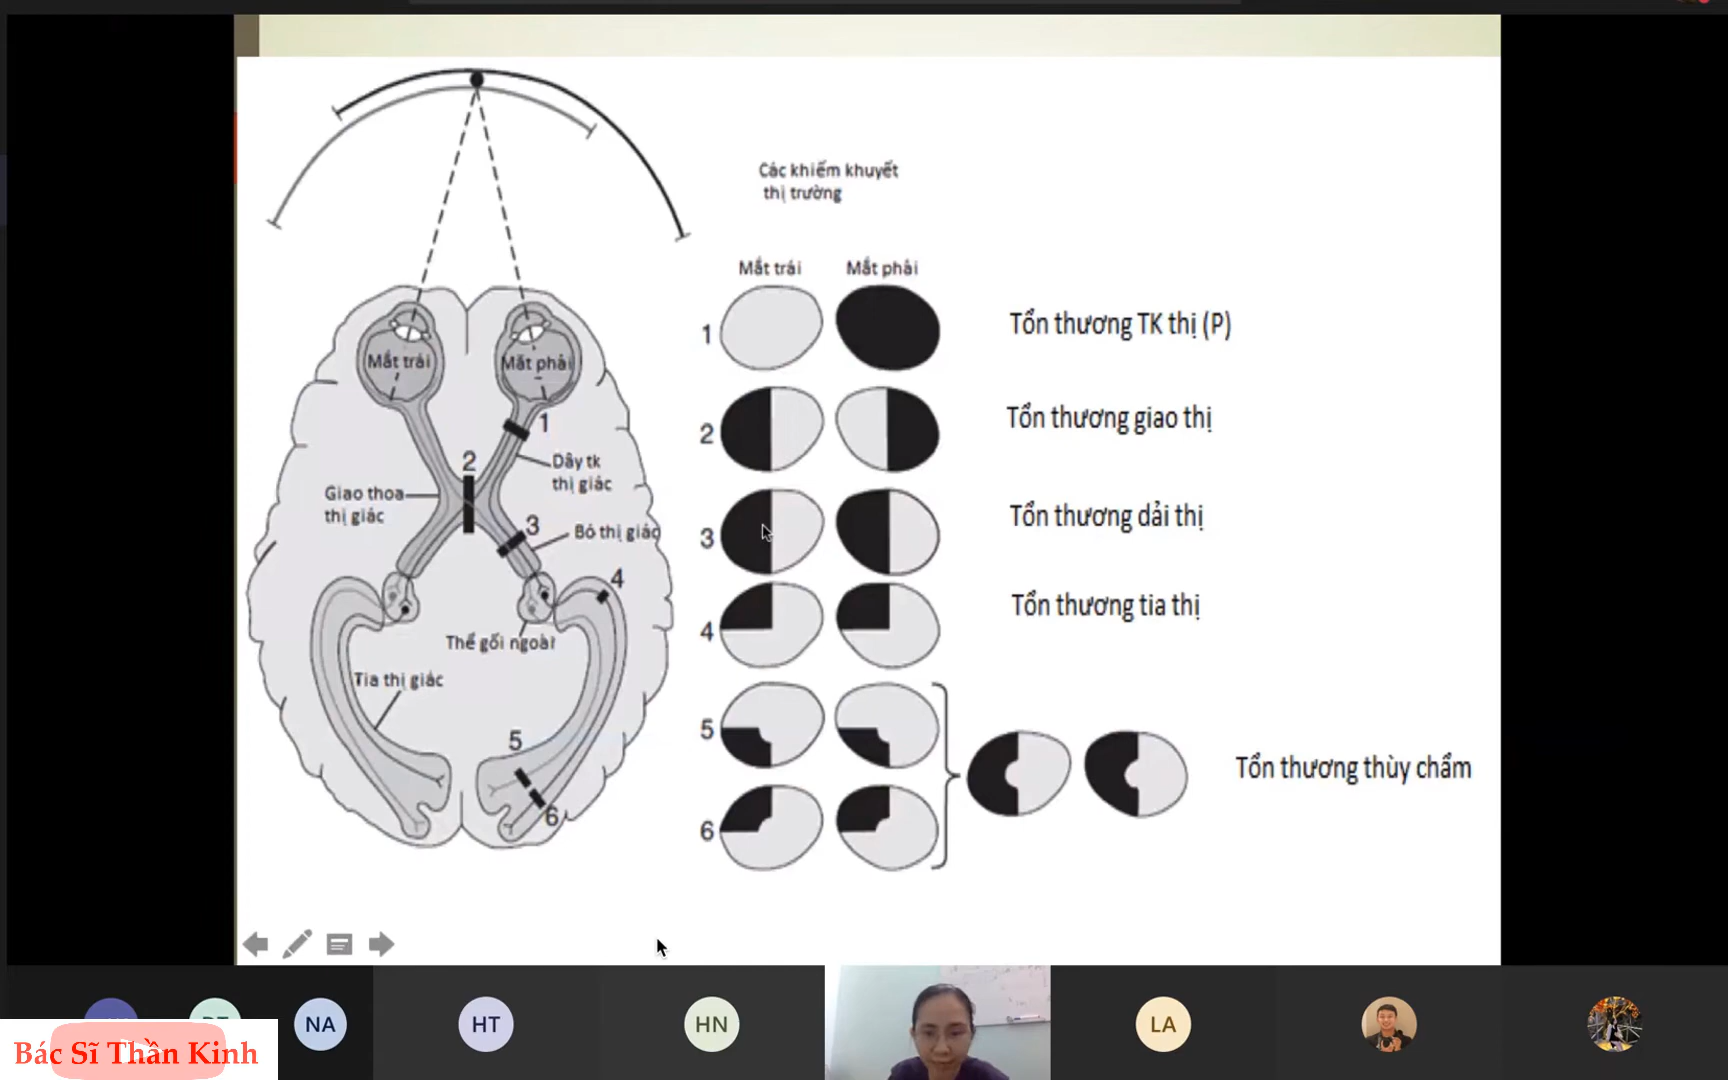 Các khiếm khuyết
thị trường
Mắt trái
Mắt phải
1
Tổn thương TK thị (P)
2
Tổn thương giao thị
3
Tổn thương dải thị
4
Tổn thương tia thị
5
6
Tổn thương thùy chẩm
Mắt trái
Mắt phải
1
2
Dây tk
thị giác
Giao thoa
thị giác
3
Bó thị giác
4
Thể gối ngoài
Tia thị giác
5
6
NA
HT
HN
LA
Bác Sĩ Thần Kinh